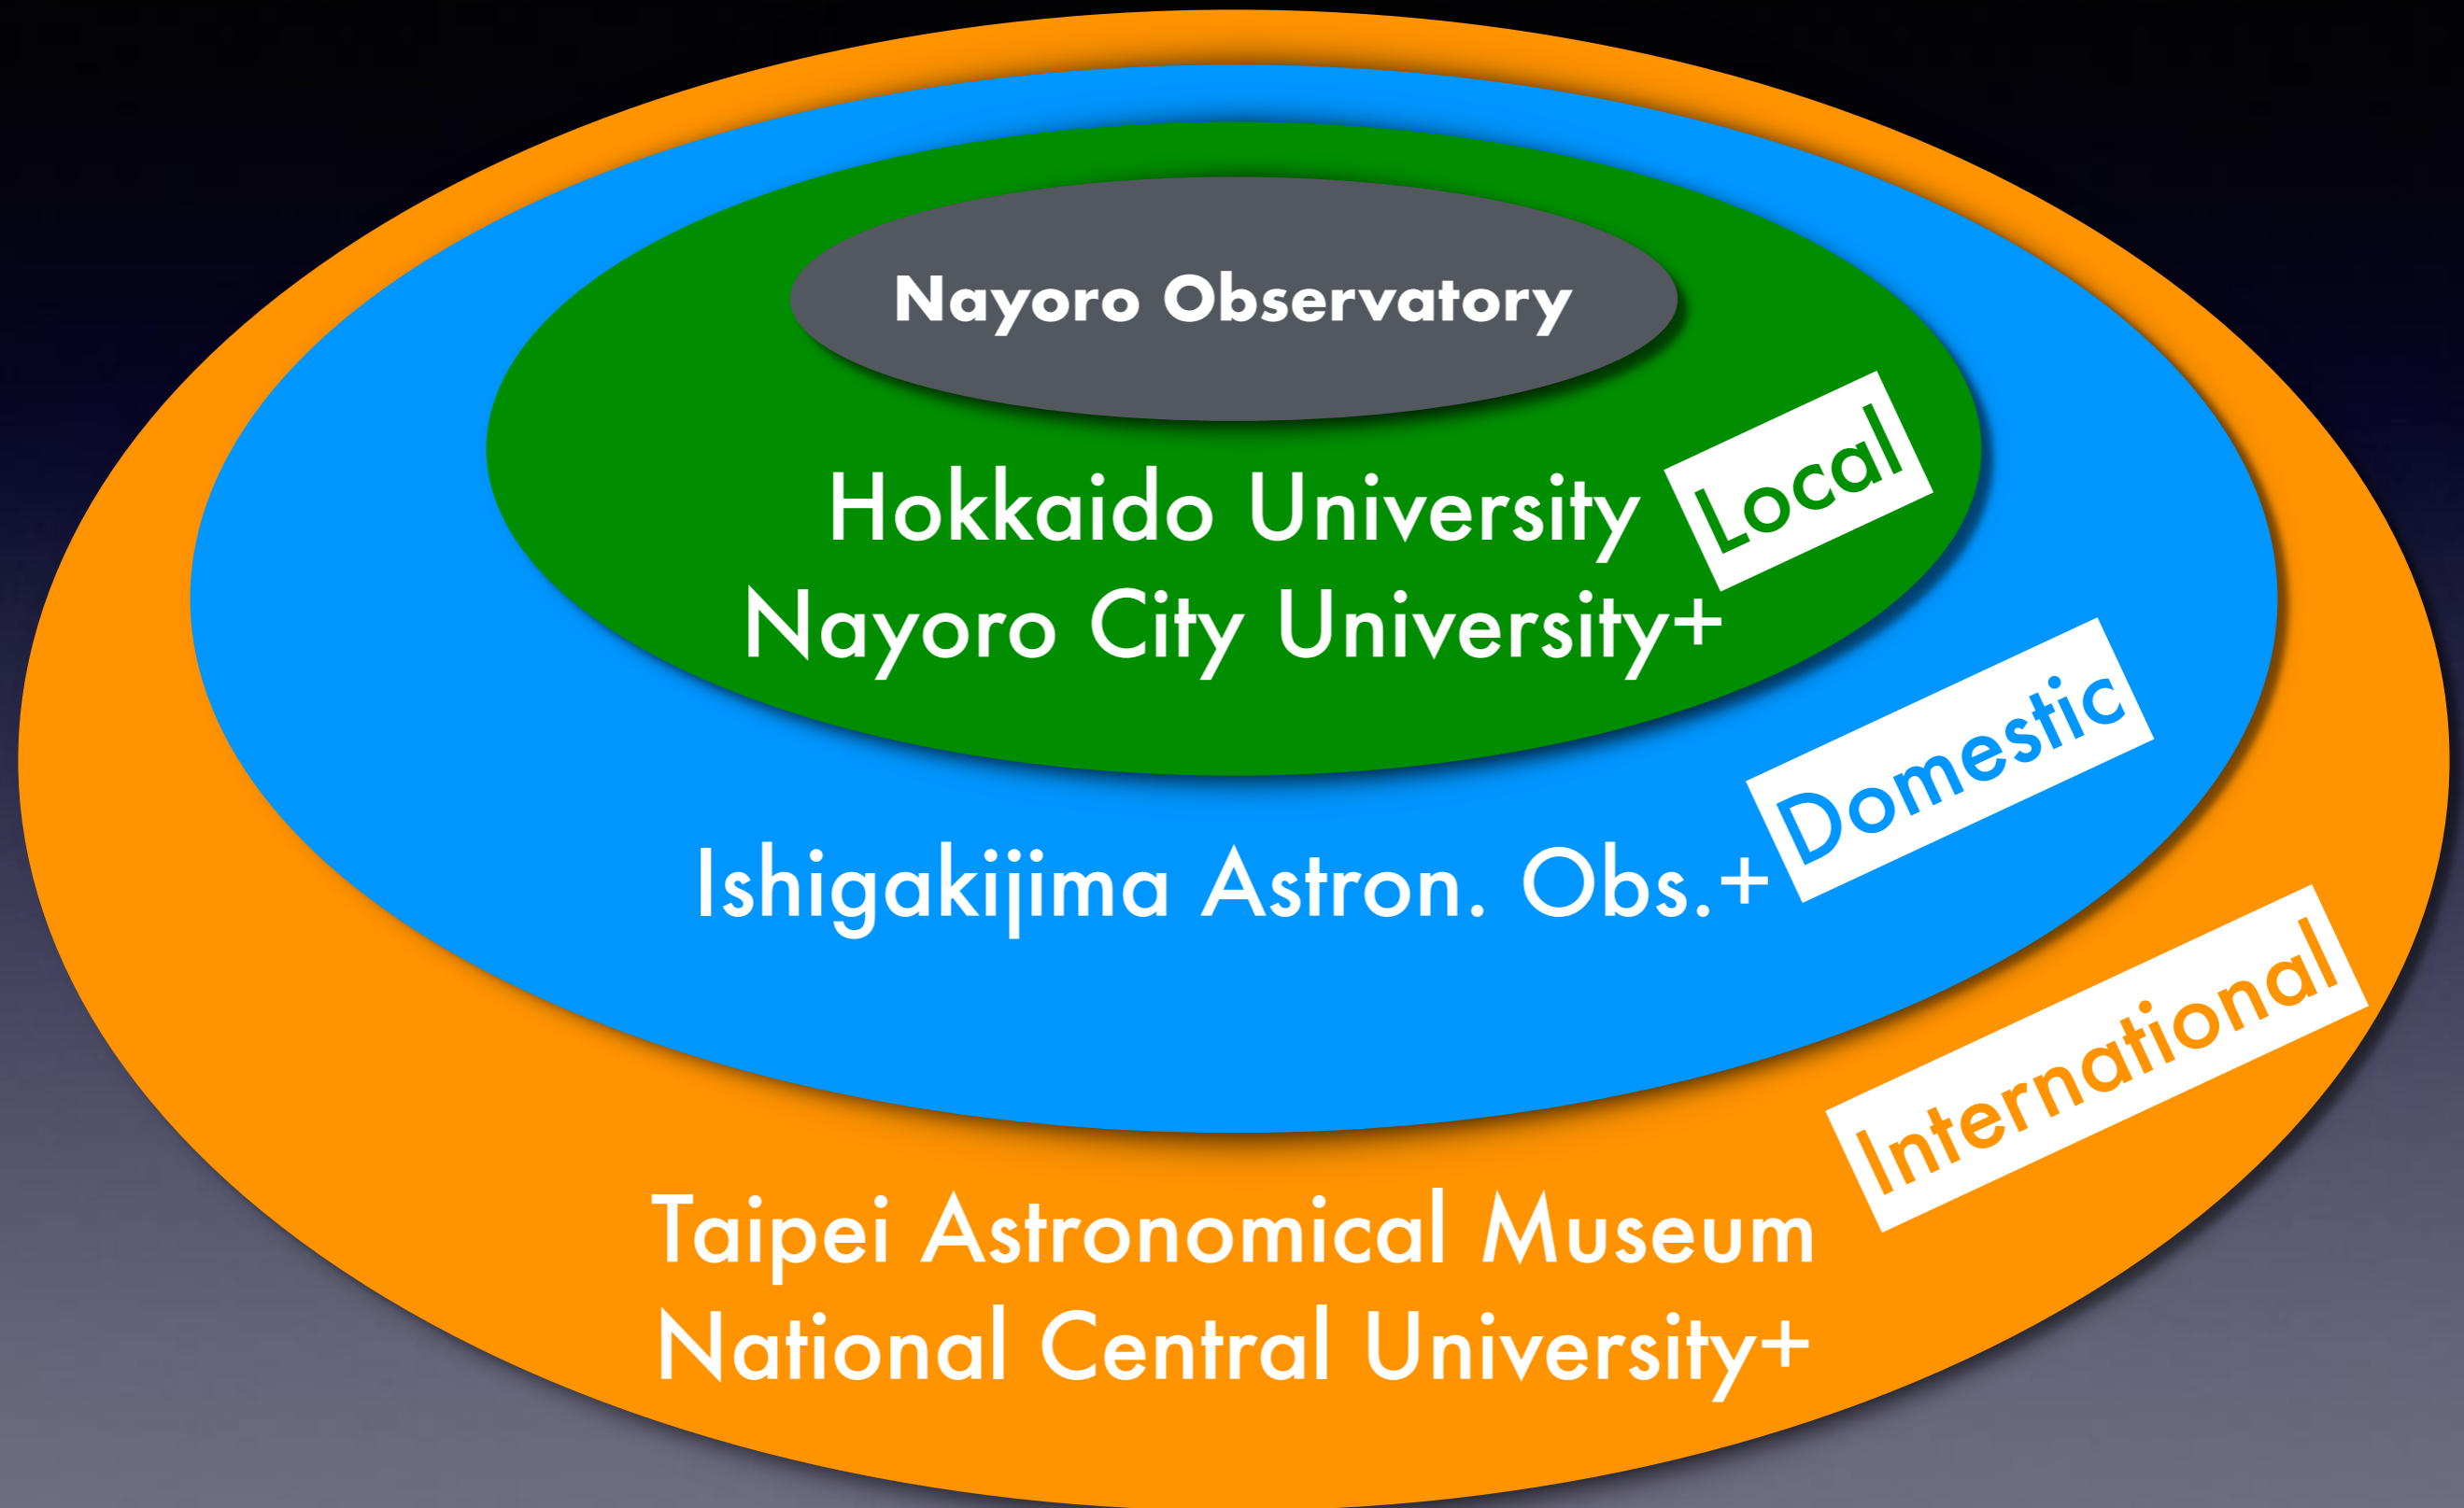 Nayoro Observatory
Hokkaido University
Local
Nayoro City University+
Domestic
Ishigakijima Astron. Obs.+
International
Taipei Astronomical Museum
National Central University+